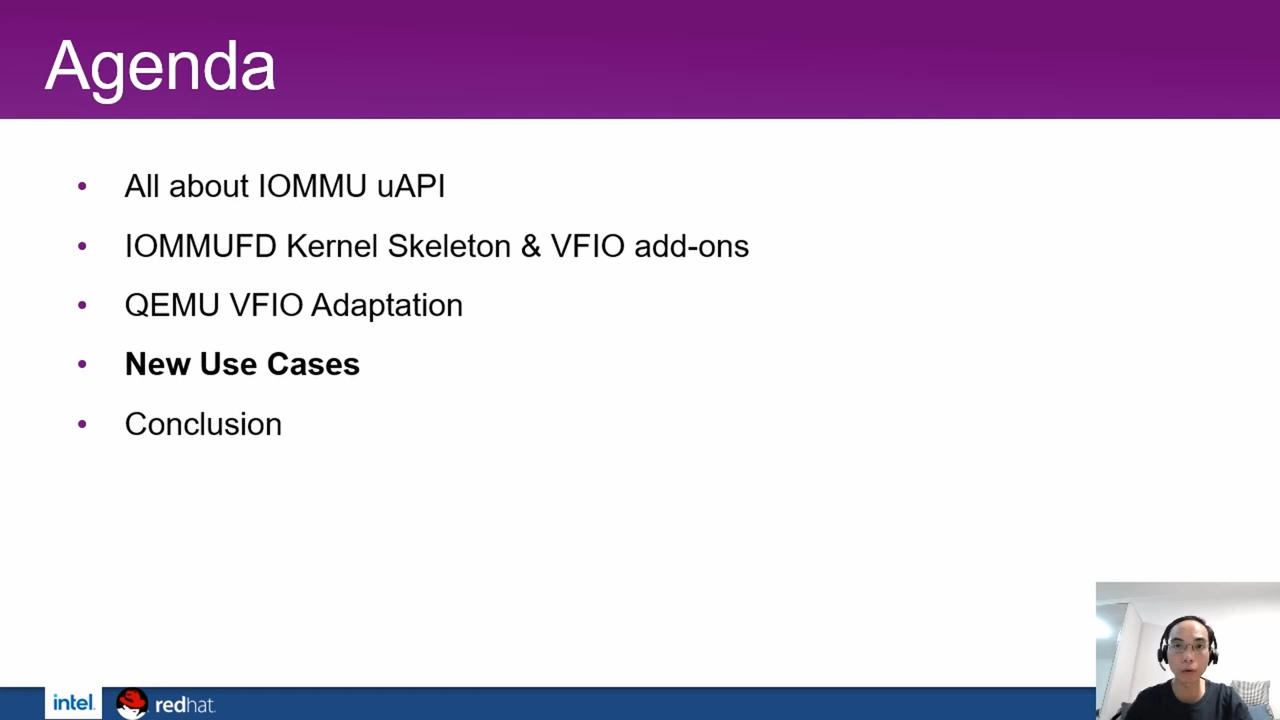 Agenda
• All about IOMMU uAPI
• IOMMUFD Kernel Skeleton & VFIO add-ons
• QEMU VFIO Adaptation
• New Use Cases
• Conclusion
intel. redhat.